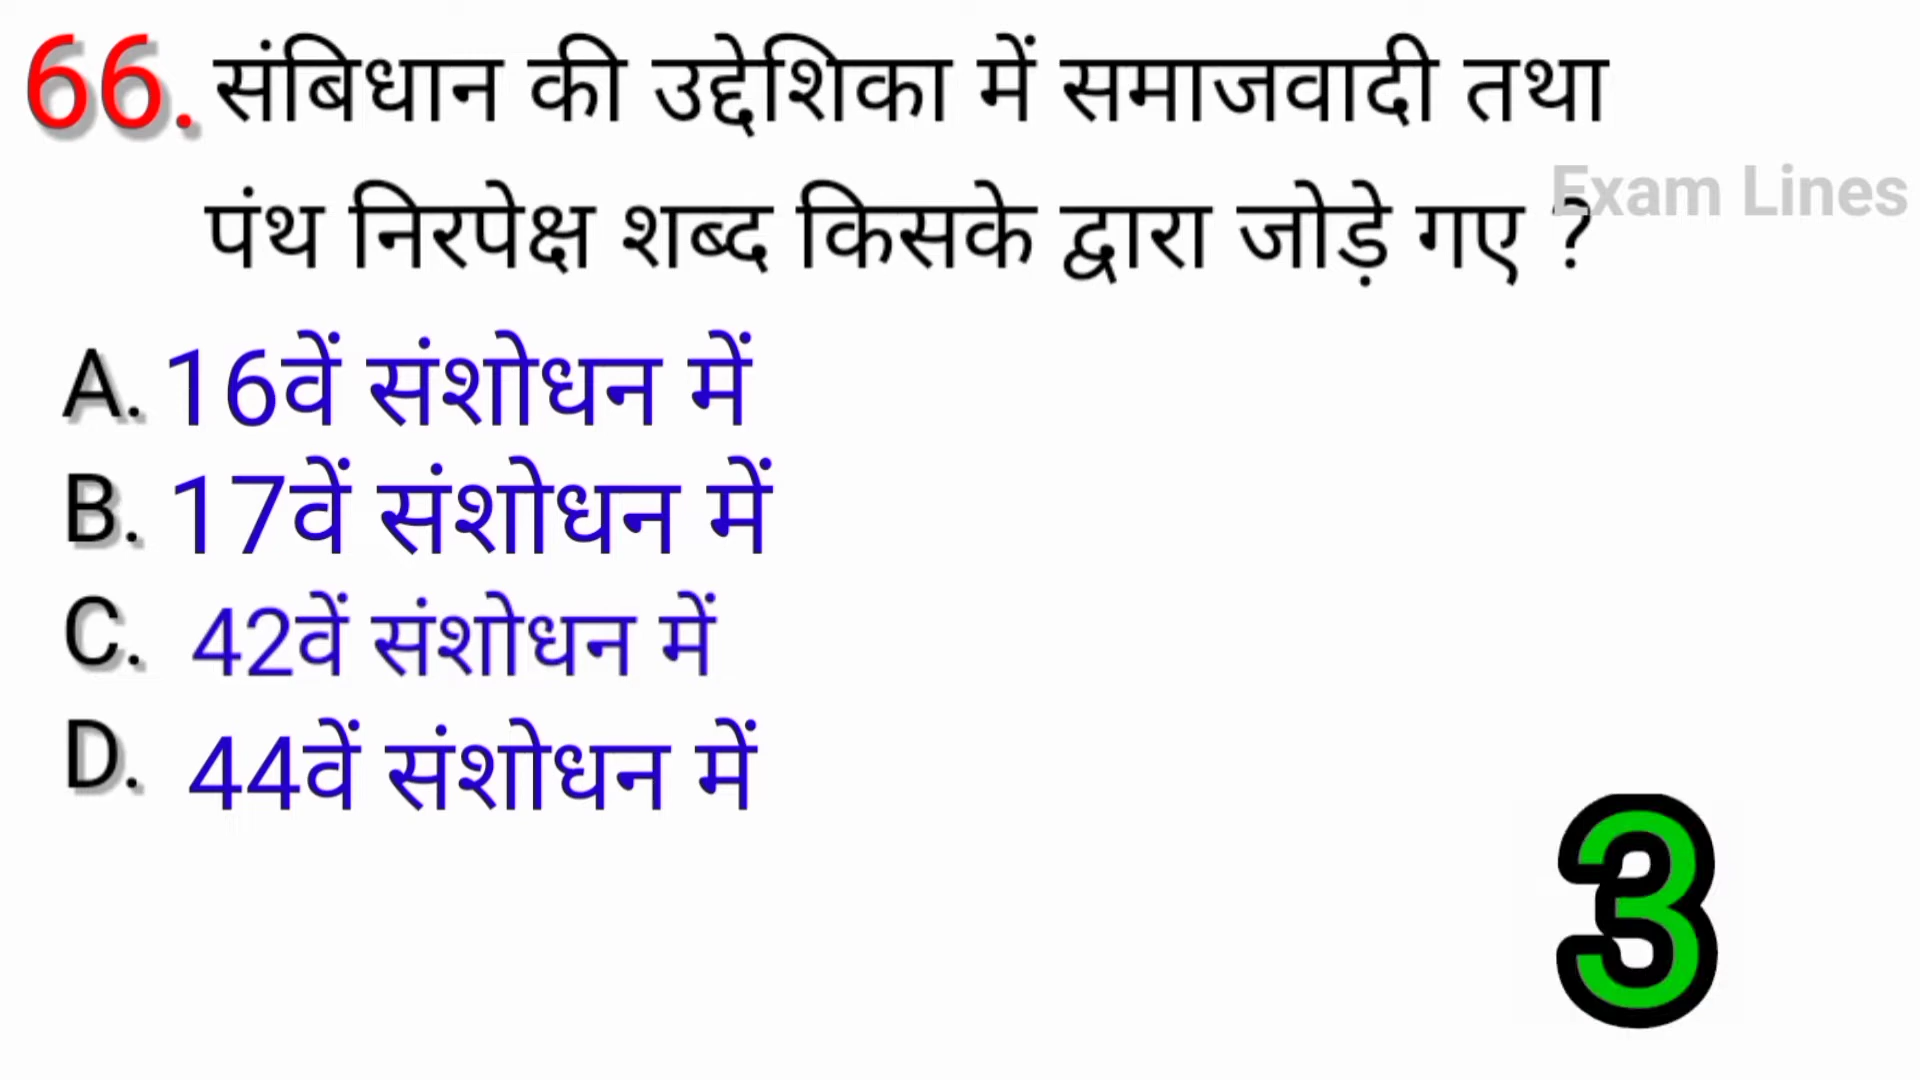 66. संबिधान की उद्देशिका में समाजवादी तथा
Exam Lines
पंथ निरपेक्ष शब्द किसके द्वारा जोड़े गए ?
A. 16वें संशोधन में
B. 17वें संशोधन में
C. 42वें संशोधन में
D. 44वें संशोधन में
3